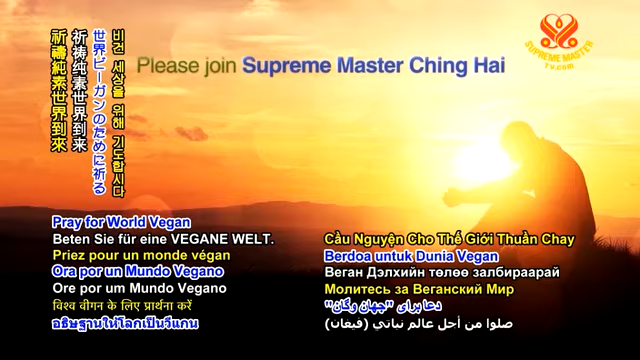 祈禱純素世界到來
祈祷纯素世界到来
世界ビーガンのために祈る
비건 세상을 위해 기도합시다
Please join Supreme Master Ching Hai
SUPREME MASTER
Tv.com
Pray for World Vegan
Beten Sie für eine VEGANE WELT.
Priez pour un monde végan
Ora por un Mundo Vegano
Ore por um Mundo Vegano
विश्व वीगन के लिए प्रार्थना करें
อธิษฐานให้โลกเป็นวีแกน
Cầu Nguyện Cho Thế Giới Thuần Chay
Berdoa untuk Dunia Vegan
Веган Дэлхийн төлөө залбираарай
Молитесь за Веганский Мир
دعا برای "جهان وگان"
صلوا من أجل عالم نباتي (فيغان)